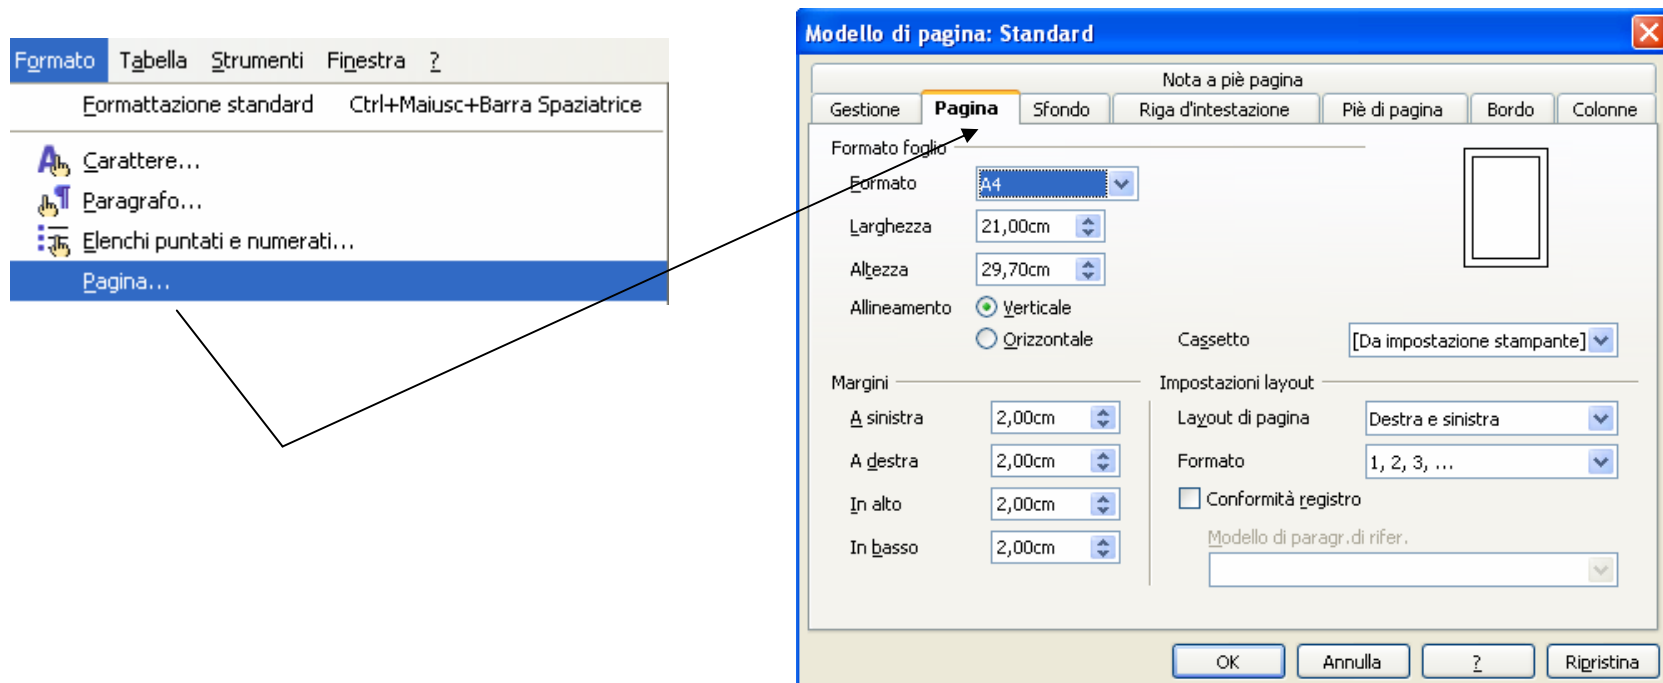 Formato Tabella Strumenti Finestra ?
Formattazione standard Ctrl+Maiusc+Barra Spaziatrice
Carattere...
Paragrafo...
Elenchi puntati e numerati...
Pagina...
Modello di pagina: Standard
Nota a piè pagina
Gestione Pagina Sfondo Riga d'intestazione Piè di pagina Bordo Colonne
Formato foglio
Formato A4
Larghezza 21,00cm
Altezza 29,70cm
Allineamento Verticale
Orizzontale Cassetto [Da impostazione stampante]
Margini Impostazioni layout
A sinistra 2,00cm Layout di pagina Destra e sinistra
A destra 2,00cm Formato 1, 2, 3, ...
In alto 2,00cm Conformità registro
In basso 2,00cm Modello di paragr.di rifer.
OK Annulla ? Ripristina